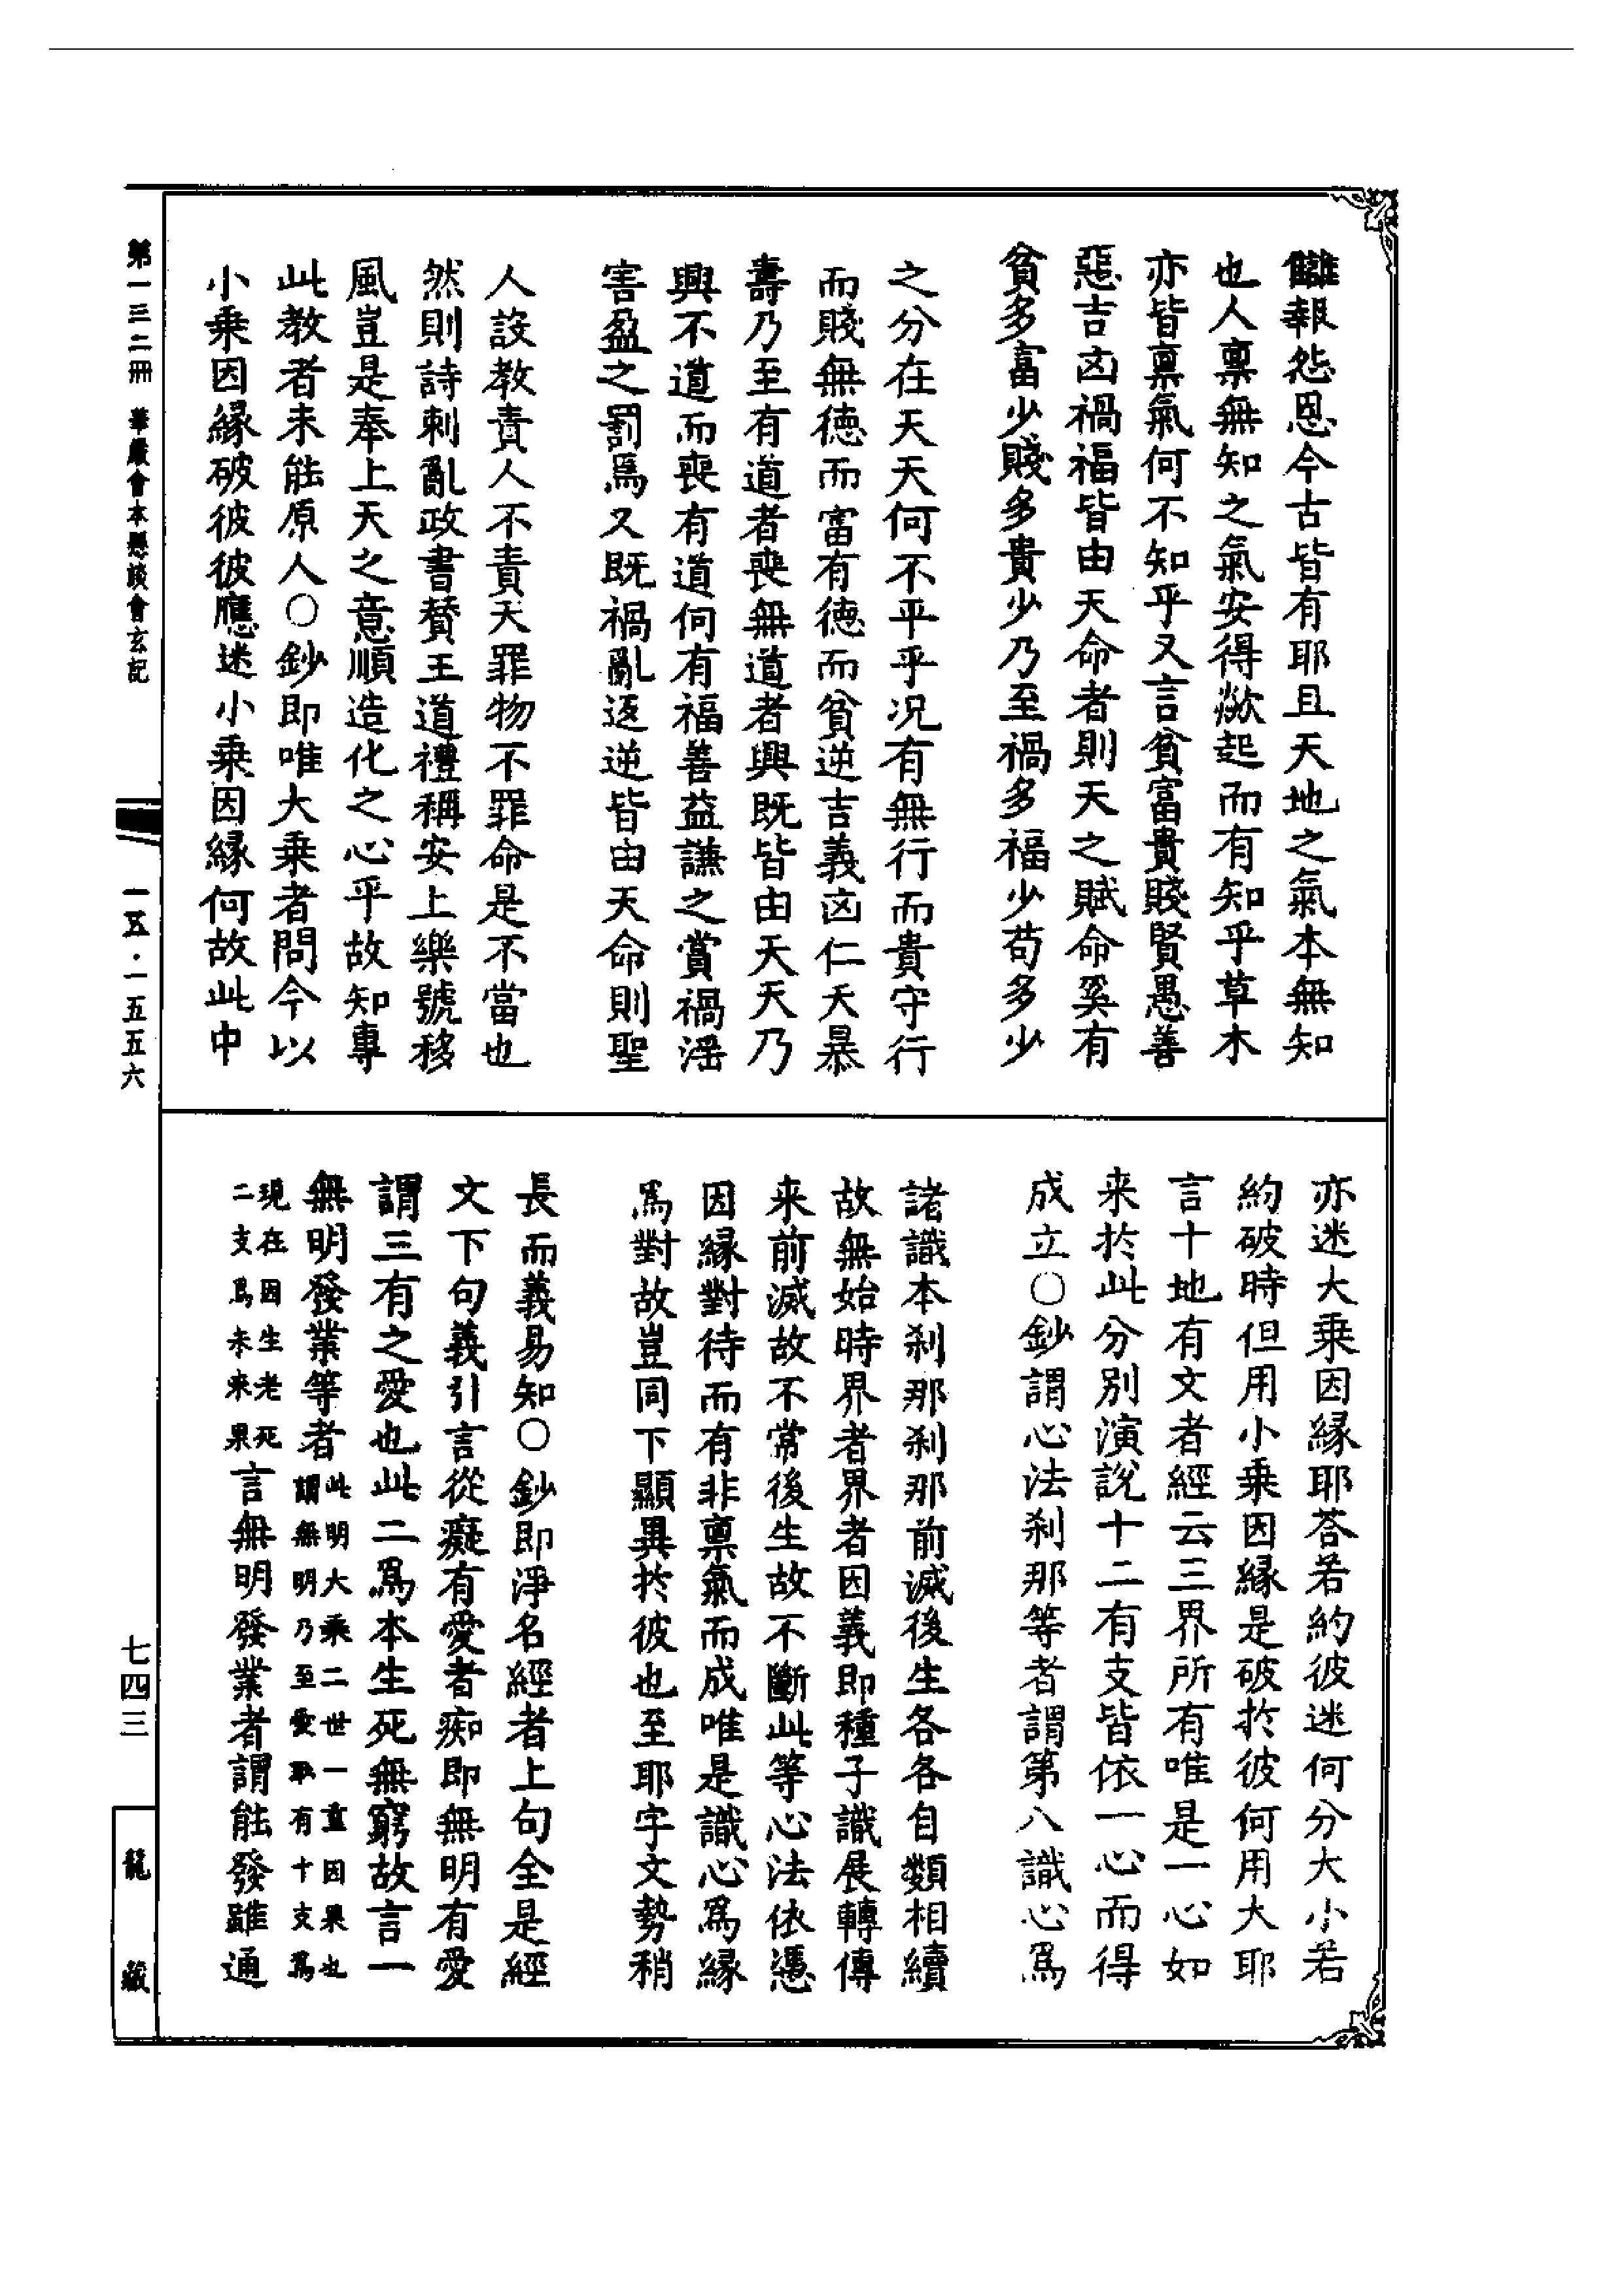 讎報怨恩今古皆有耶且天地之氣本無知
也人禀無知之氣安得歘起而有知乎草木
亦皆禀氣何不知乎又言貧富貴賤賢愚善
惡吉凶禍福皆由天命者則天之賦命奚有
貧多富少賤多貴少乃至禍多福少苟多少
之分在天天何不平乎况有無行而貴守行
而賤無德而富有德而貧逆吉義凶仁夭暴
壽乃至有道者喪無道者興既皆由天天乃
興不道而喪有道何有福善益謙之賞禍淫
害盈之罰焉又既禍亂返逆皆由天命則聖
人設教責人不責天罪物不罪命是不當也
然則詩刺亂政書賛王道禮稱安上樂號移
風豈是奉上天之意順造化之心乎故知專
此教者未能原人○鈔即唯大乗者問今以
小乗因縁破彼彼應迷小乗因縁何故此中
亦迷大乗因縁耶荅若約彼迷何分大小若
約破時但用小乗因縁是破於彼何用大耶
言十地有文者經云三界所有唯是一心如
来於此分別演說十二有支皆依一心而得
成立○鈔謂心法刹那等者謂第八識心爲
諸識本刹那刹那前滅後生各各自類相續
故無始時界者界者因義即種子識展轉傳
来前滅故不常後生故不斷此等心法依憑
因縁對待而有非禀氣而成唯是識心爲縁
爲對故豈同下顯異於彼也至耶字文勢稍
長而義易知○鈔即淨名經者上句全是經
文下句義引言從癡有愛者痴即無明有愛
謂三有之愛也此二爲本生死無窮故言一
無明發業等者此明大乘二世一重因果也謂無明乃至愛取有十支爲
現在因生老死二支爲未来果言無明發業者謂能發雖通
第一三二冊 華嚴會本懸談會玄記
一五·一五五六
七四三
龍藏